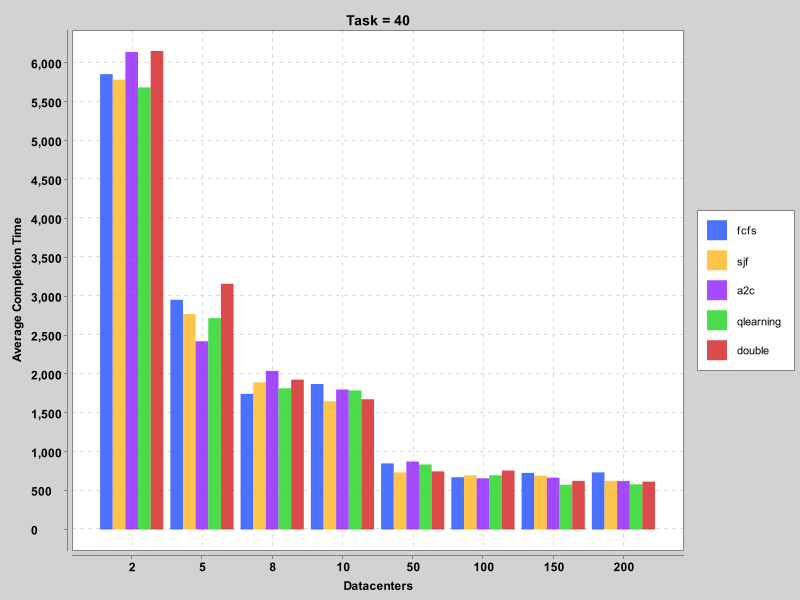 Task = 40
Average Completion Time
6,000
5,500
5,000
4,500
4,000
3,500
3,000
2,500
2,000
1,500
1,000
500
0
2 5 8 10 50 100 150 200
Datacenters
fcfs
sjf
a2c
qlearning
double